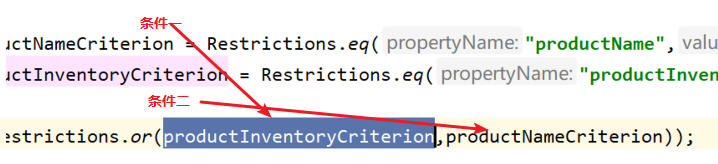 条件一
uctNameCriterion = Restrictions.eq( propertyName: "productName", valu
uctInventoryCriterion = Restrictions.eq( propertyName: "productInven
条件二
estrictions.or(productInventoryCriterion,productNameCriterion));